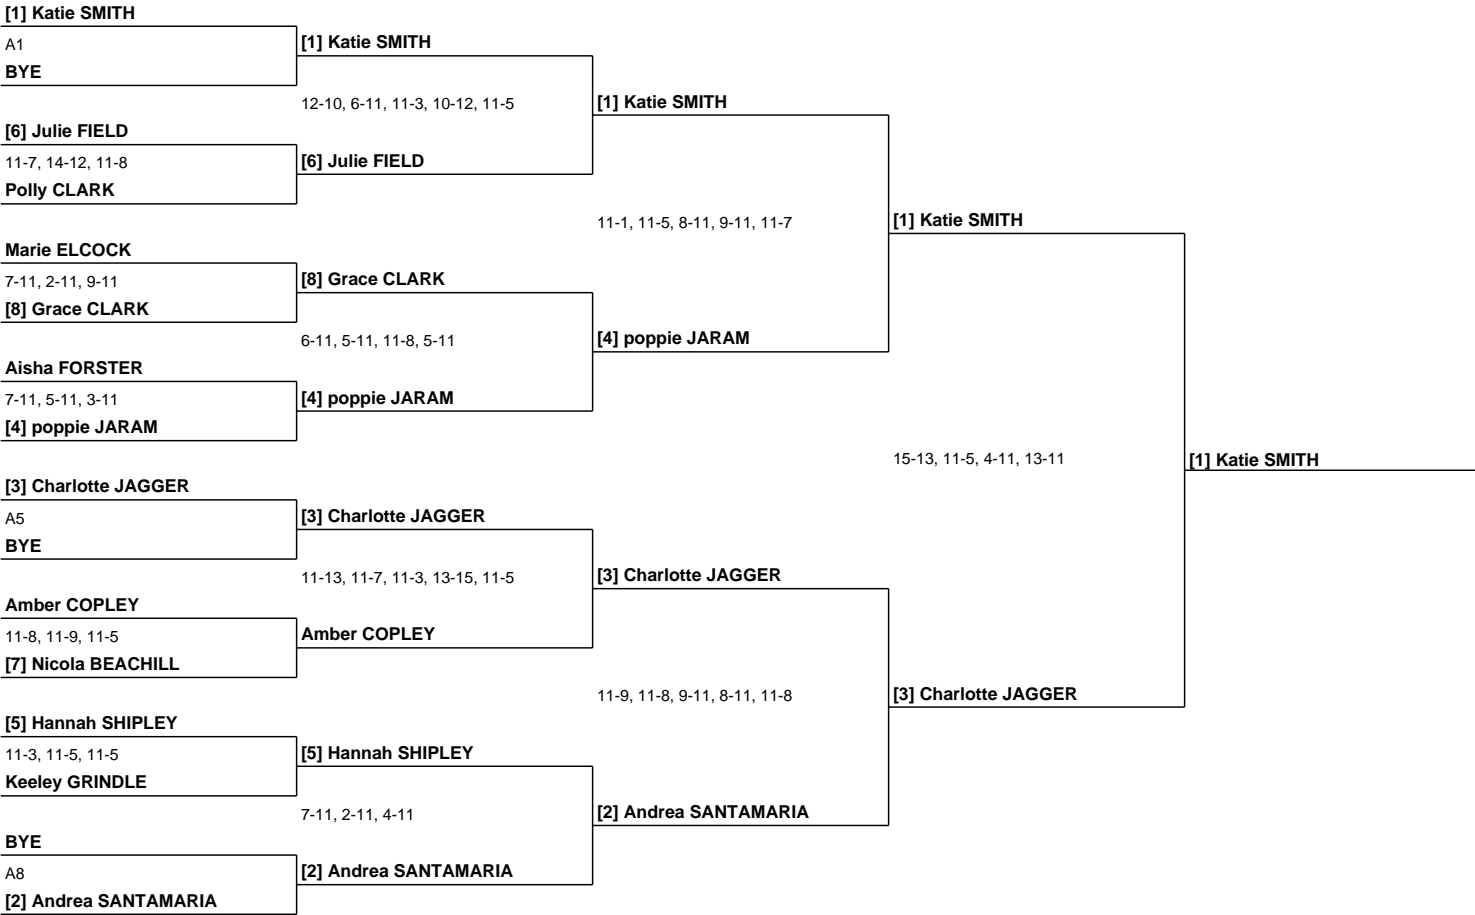 [1] Katie SMITH
A1
BYE
[6] Julie FIELD
11-7, 14-12, 11-8
Polly CLARK
Marie ELCOCK
7-11, 2-11, 9-11
[8] Grace CLARK
Aisha FORSTER
7-11, 5-11, 3-11
[4] poppie JARAM
[3] Charlotte JAGGER
A5
BYE
Amber COPLEY
11-8, 11-9, 11-5
[7] Nicola BEACHILL
[5] Hannah SHIPLEY
11-3, 11-5, 11-5
Keeley GRINDLE
BYE
A8
[2] Andrea SANTAMARIA
[1] Katie SMITH
12-10, 6-11, 11-3, 10-12, 11-5
[6] Julie FIELD
[8] Grace CLARK
6-11, 5-11, 11-8, 5-11
[4] poppie JARAM
[3] Charlotte JAGGER
11-13, 11-7, 11-3, 13-15, 11-5
Amber COPLEY
[5] Hannah SHIPLEY
7-11, 2-11, 4-11
[2] Andrea SANTAMARIA
[1] Katie SMITH
11-1, 11-5, 8-11, 9-11, 11-7
[4] poppie JARAM
[3] Charlotte JAGGER
11-9, 11-8, 9-11, 8-11, 11-8
[2] Andrea SANTAMARIA
[1] Katie SMITH
15-13, 11-5, 4-11, 13-11
[3] Charlotte JAGGER
[1] Katie SMITH